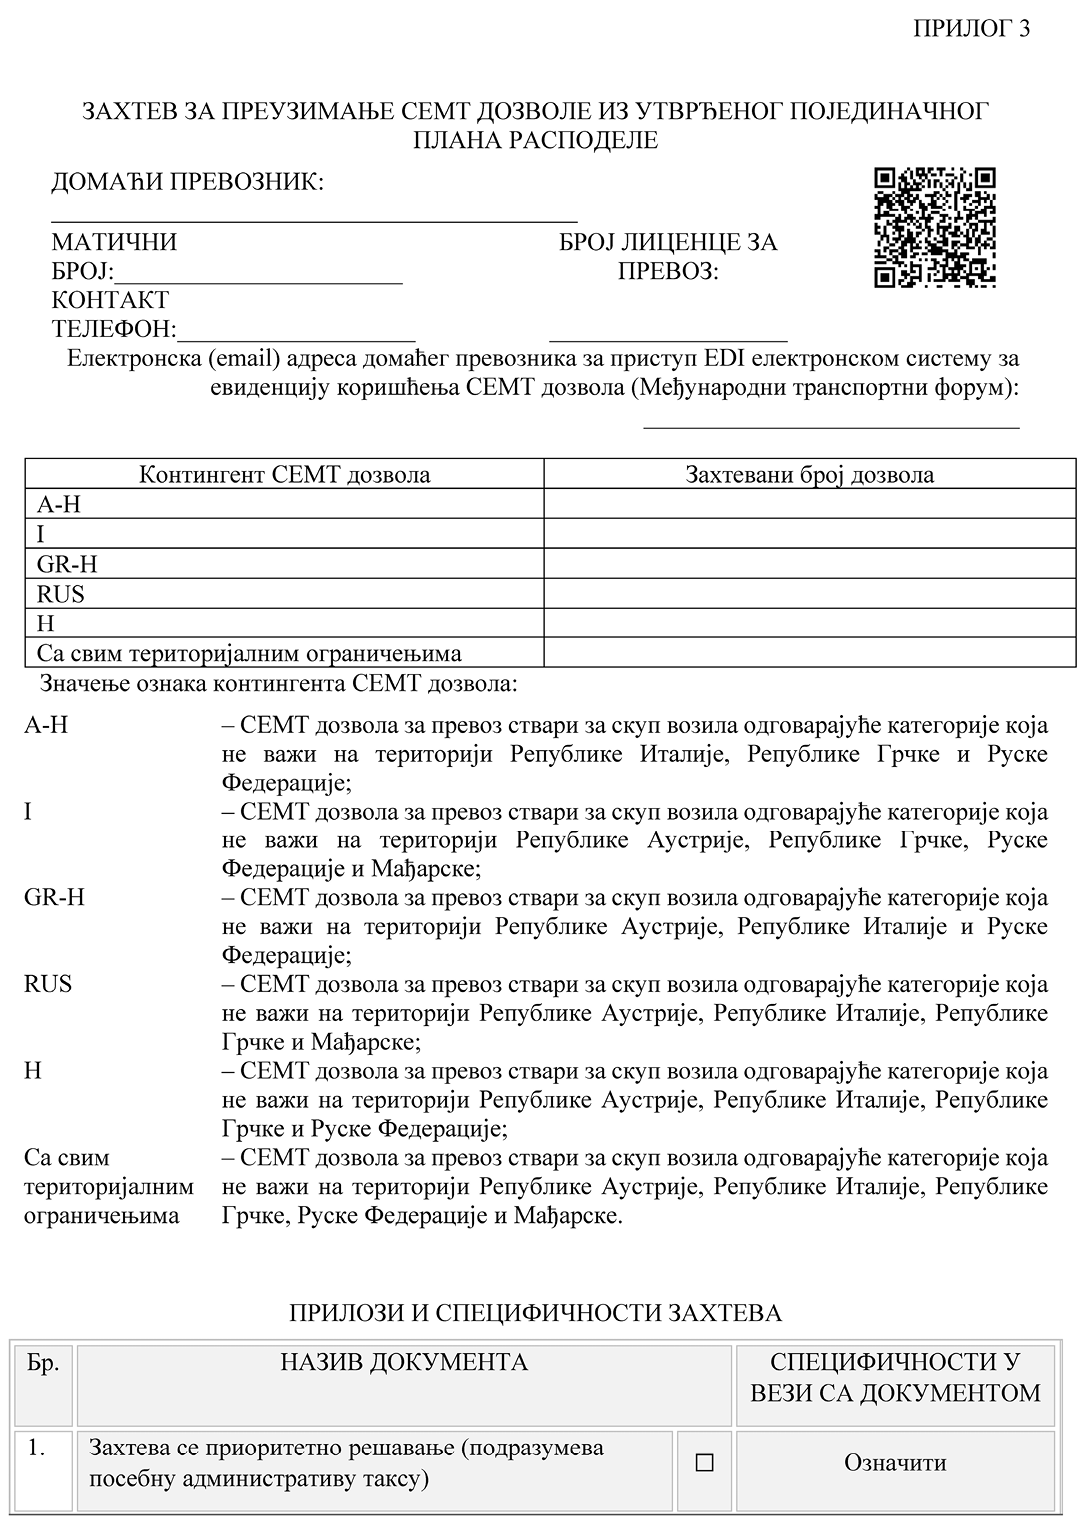 ПРИЛОГ 3
ЗАХТЕВ ЗА ПРЕУЗИМАЊЕ СЕМТ ДОЗВОЛЕ ИЗ УТВРЂЕНОГ ПОЈЕДИНАЧНОГ
ПЛАНА РАСПОДЕЛЕ
ДОМАЋИ ПРЕВОЗНИК:
МАТИЧНИ
БРОЈ:
БРОЈ ЛИЦЕНЦЕ ЗА
ПРЕВОЗ:
КОНТАКТ
ТЕЛЕФОН:
Електронска (email) адреса домаћег превозника за приступ EDI електронском систему за
евиденцију коришћења СЕМТ дозвола (Међународни транспортни форум):
Контингент СЕМТ дозвола Захтевани број дозвола
A-H
I
GR-H
RUS
H
Са свим територијалним ограничењима
Значење ознака контингента СЕМТ дозвола:
A-H – СЕМТ дозвола за превоз ствари за скуп возила одговарајуће категорије која
не важи на територији Републике Италије, Републике Грчке и Руске
Федерације;
I – СЕМТ дозвола за превоз ствари за скуп возила одговарајуће категорије која
не важи на територији Републике Аустрије, Републике Грчке, Руске
Федерације и Мађарске;
GR-H – СЕМТ дозвола за превоз ствари за скуп возила одговарајуће категорије која
не важи на територији Републике Аустрије, Републике Италије и Руске
Федерације;
RUS – СЕМТ дозвола за превоз ствари за скуп возила одговарајуће категорије која
не важи на територији Републике Аустрије, Републике Италије, Републике
Грчке и Мађарске;
H – СЕМТ дозвола за превоз ствари за скуп возила одговарајуће категорије која
не важи на територији Републике Аустрије, Републике Италије, Републике
Грчке и Руске Федерације;
Са свим – СЕМТ дозвола за превоз ствари за скуп возила одговарајуће категорије која
територијалним не важи на територији Републике Аустрије, Републике Италије, Републике
ограничењима Грчке, Руске Федерације и Мађарске.
ПРИЛОЗИ И СПЕЦИФИЧНОСТИ ЗАХТЕВА
Бр. НАЗИВ ДОКУМЕНТА СПЕЦИФИЧНОСТИ У
ВЕЗИ СА ДОКУМЕНТОМ
1. Захтева се приоритетно решавање (подразумева
посебну административу таксу) ☐ Означити